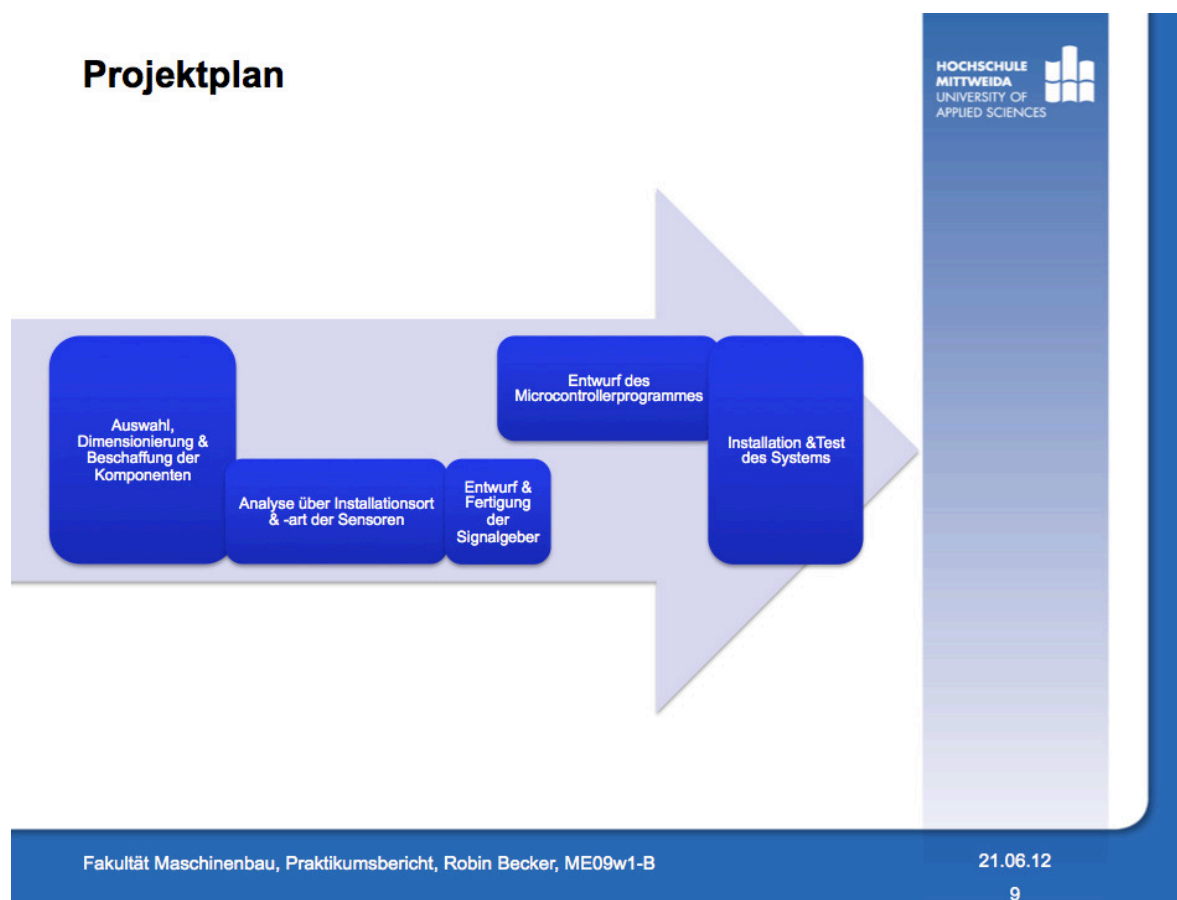 Projektplan
HOCHSCHULE
MITTWEIDA
UNIVERSITY OF
APPLIED SCIENCES
Auswahl,
Dimensionierung &
Beschaffung der
Komponenten
Analyse über Installationsort
& -art der Sensoren
Entwurf &
Fertigung
der
Signalgeber
Entwurf des
Microcontrollerprogrammes
Installation &Test
des Systems
Fakultät Maschinenbau, Praktikumsbericht, Robin Becker, ME09w1-B
21.06.12
9